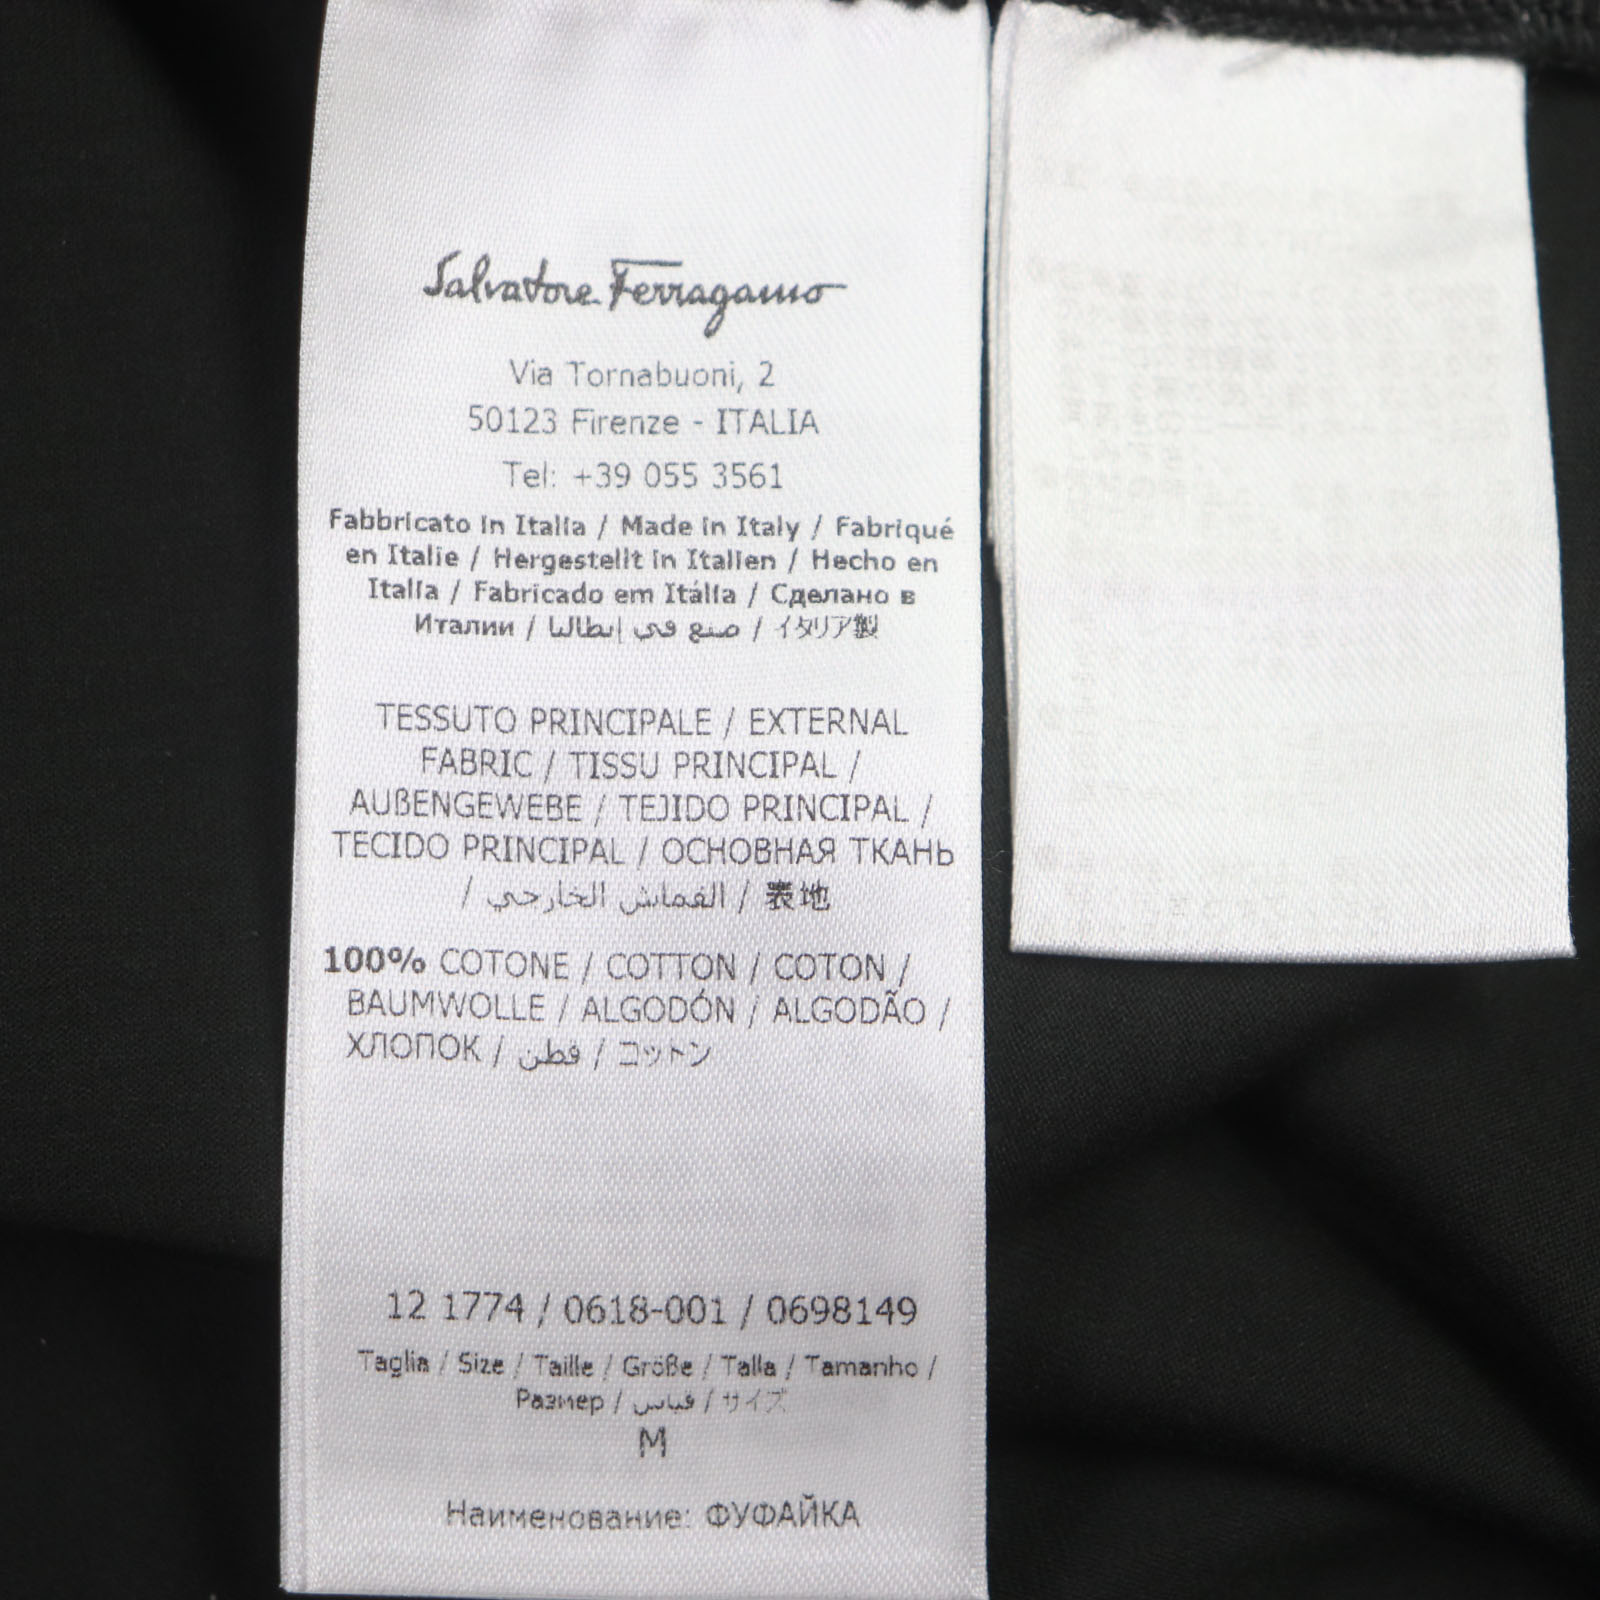 Salvatore Ferragamo
Via Tornabuoni, 2
50123 Firenze - ITALIA
Tel: +39 055 3561
Fabbricato in Italia / Made in Italy / Fabriqué
en Italie / Hergestellt in Italien / Hecho en
Italia / Fabricado em Itália / Сделано в
Италии / صنع في إيطاليا / イタリア製
TESSUTO PRINCIPALE / EXTERNAL
FABRIC / TISSU PRINCIPAL /
AUßENGEWEBE / TEJIDO PRINCIPAL /
TECIDO PRINCIPAL / ОСНОВНАЯ ТКАНЬ
/ القماش الخارجي / 表地
100% COTONE / COTTON / COTON /
BAUMWOLLE / ALGODÓN / ALGODÃO /
ХЛОПОК / قطن / コットン
12 1774 / 0618-001 / 0698149
Taglia / Size / Taille / Größe / Talla / Tamanho /
Размер / قياس / サイズ
M
Наименование: ФУФАЙКА